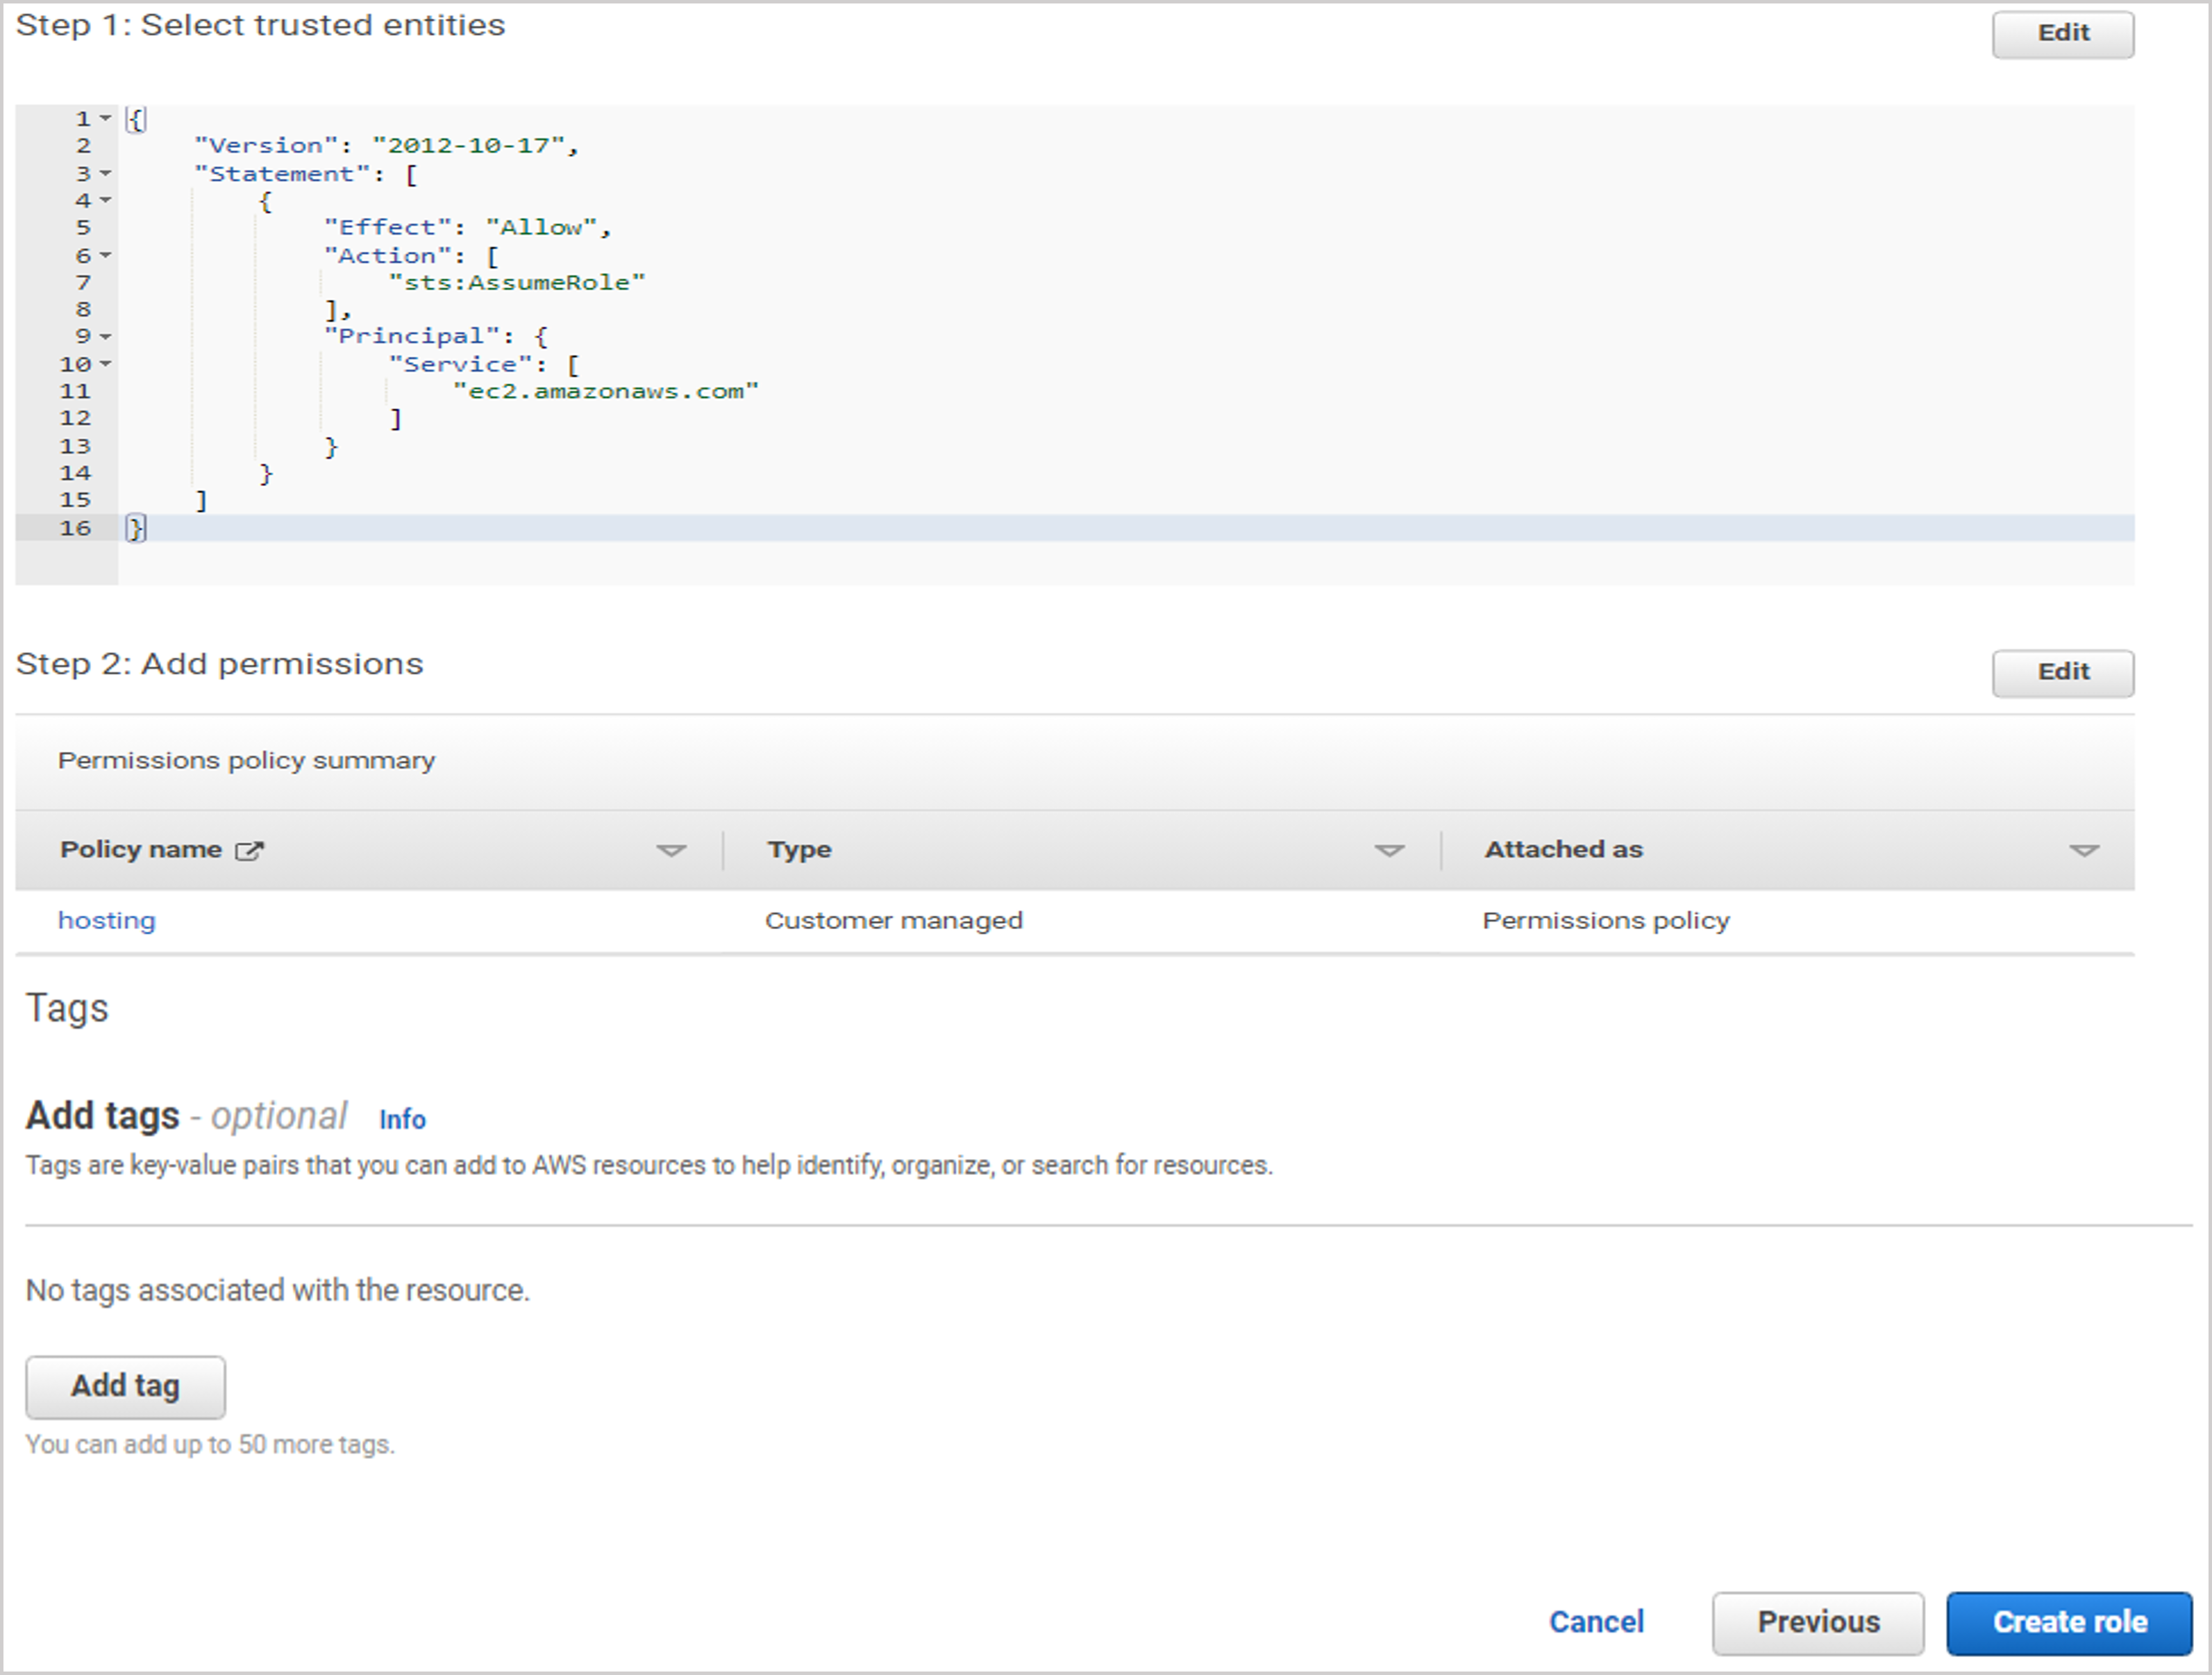 Step 1: Select trusted entities
Edit
1 {
2 "Version": "2012-10-17",
3 "Statement": [
4 {
5 "Effect": "Allow",
6 "Action": [
7 "sts:AssumeRole"
8 ],
9 "Principal": {
10 "Service": [
11 "ec2.amazonaws.com"
12 ]
13 }
14 }
15 ]
16 }
Step 2: Add permissions
Edit
Permissions policy summary
Policy name Type Attached as
hosting Customer managed Permissions policy
Tags
Add tags - optional Info
Tags are key-value pairs that you can add to AWS resources to help identify, organize, or search for resources.
No tags associated with the resource.
Add tag
You can add up to 50 more tags.
Cancel Previous Create role